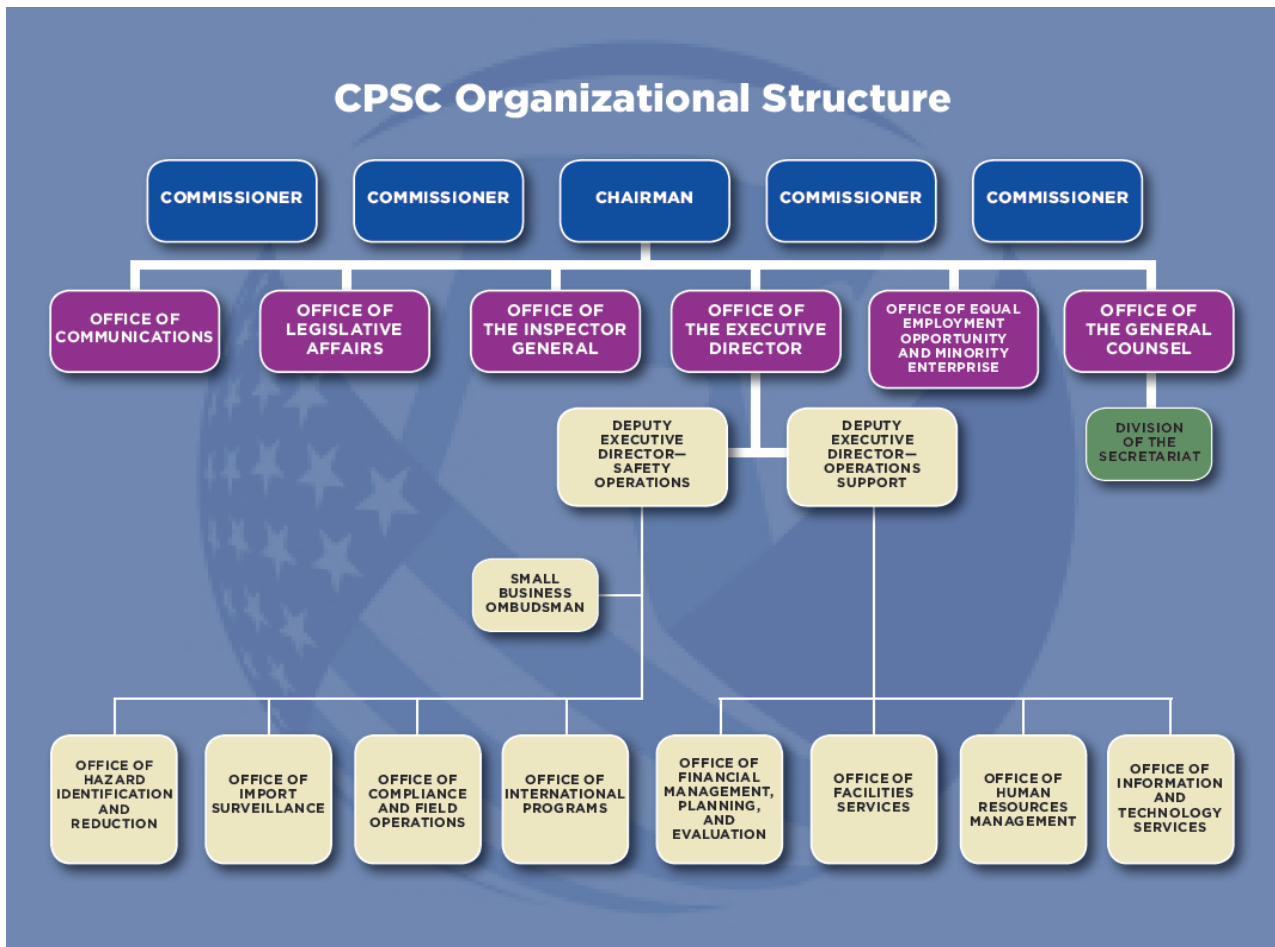 CPSC Organizational Structure
COMMISSIONER
COMMISSIONER
CHAIRMAN
COMMISSIONER
COMMISSIONER
OFFICE OF
COMMUNICATIONS
OFFICE OF
LEGISLATIVE
AFFAIRS
OFFICE OF
THE INSPECTOR
GENERAL
OFFICE OF
THE EXECUTIVE
DIRECTOR
OFFICE OF EQUAL
EMPLOYMENT
OPPORTUNITY
AND MINORITY
ENTERPRISE
OFFICE OF
THE GENERAL
COUNSEL
DEPUTY
EXECUTIVE
DIRECTOR—
SAFETY
OPERATIONS
DEPUTY
EXECUTIVE
DIRECTOR—
OPERATIONS
SUPPORT
DIVISION
OF THE
SECRETARIAT
SMALL
BUSINESS
OMBUDSMAN
OFFICE OF
HAZARD
IDENTIFICATION
AND
REDUCTION
OFFICE OF
IMPORT
SURVEILLANCE
OFFICE OF
COMPLIANCE
AND FIELD
OPERATIONS
OFFICE OF
INTERNATIONAL
PROGRAMS
OFFICE OF
FINANCIAL
MANAGEMENT,
PLANNING,
AND
EVALUATION
OFFICE OF
FACILITIES
SERVICES
OFFICE OF
HUMAN
RESOURCES
MANAGEMENT
OFFICE OF
INFORMATION
AND
TECHNOLOGY
SERVICES